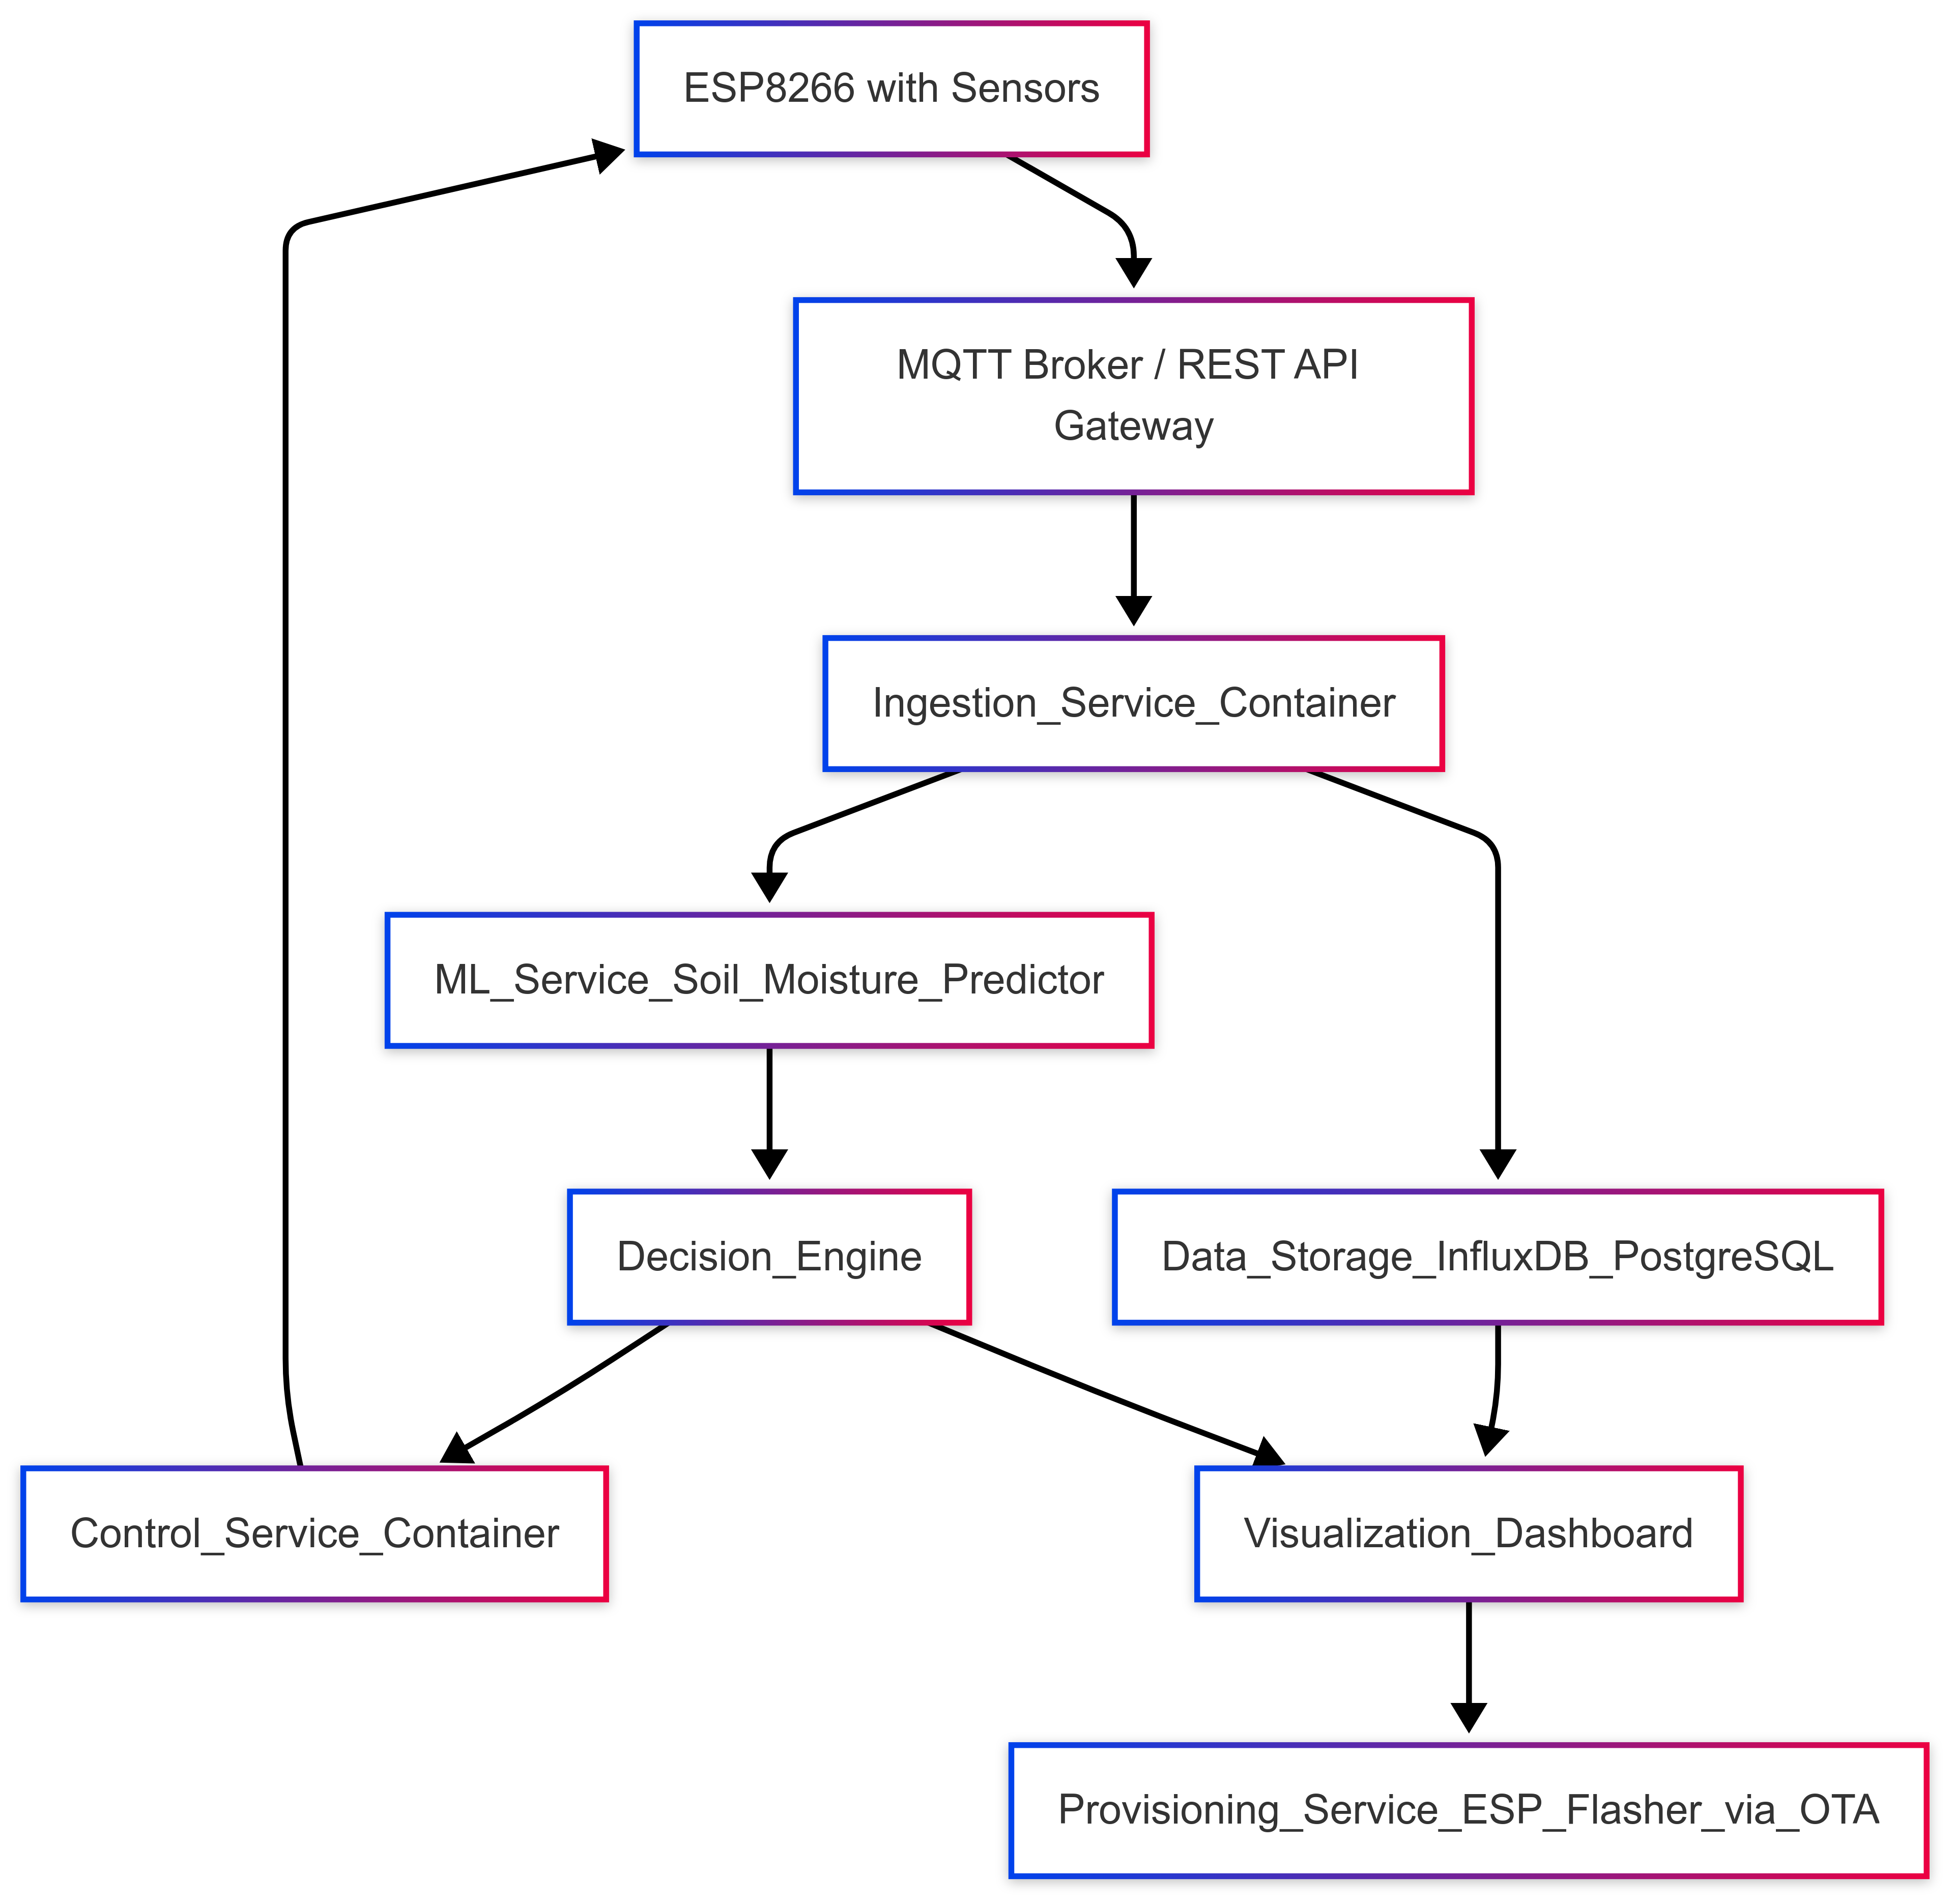 ESP8266 with Sensors
MQTT Broker / REST API
Gateway
Ingestion_Service_Container
ML_Service_Soil_Moisture_Predictor
Decision_Engine
Data_Storage_InfluxDB_PostgreSQL
Control_Service_Container
Visualization_Dashboard
Provisioning_Service_ESP_Flasher_via_OTA